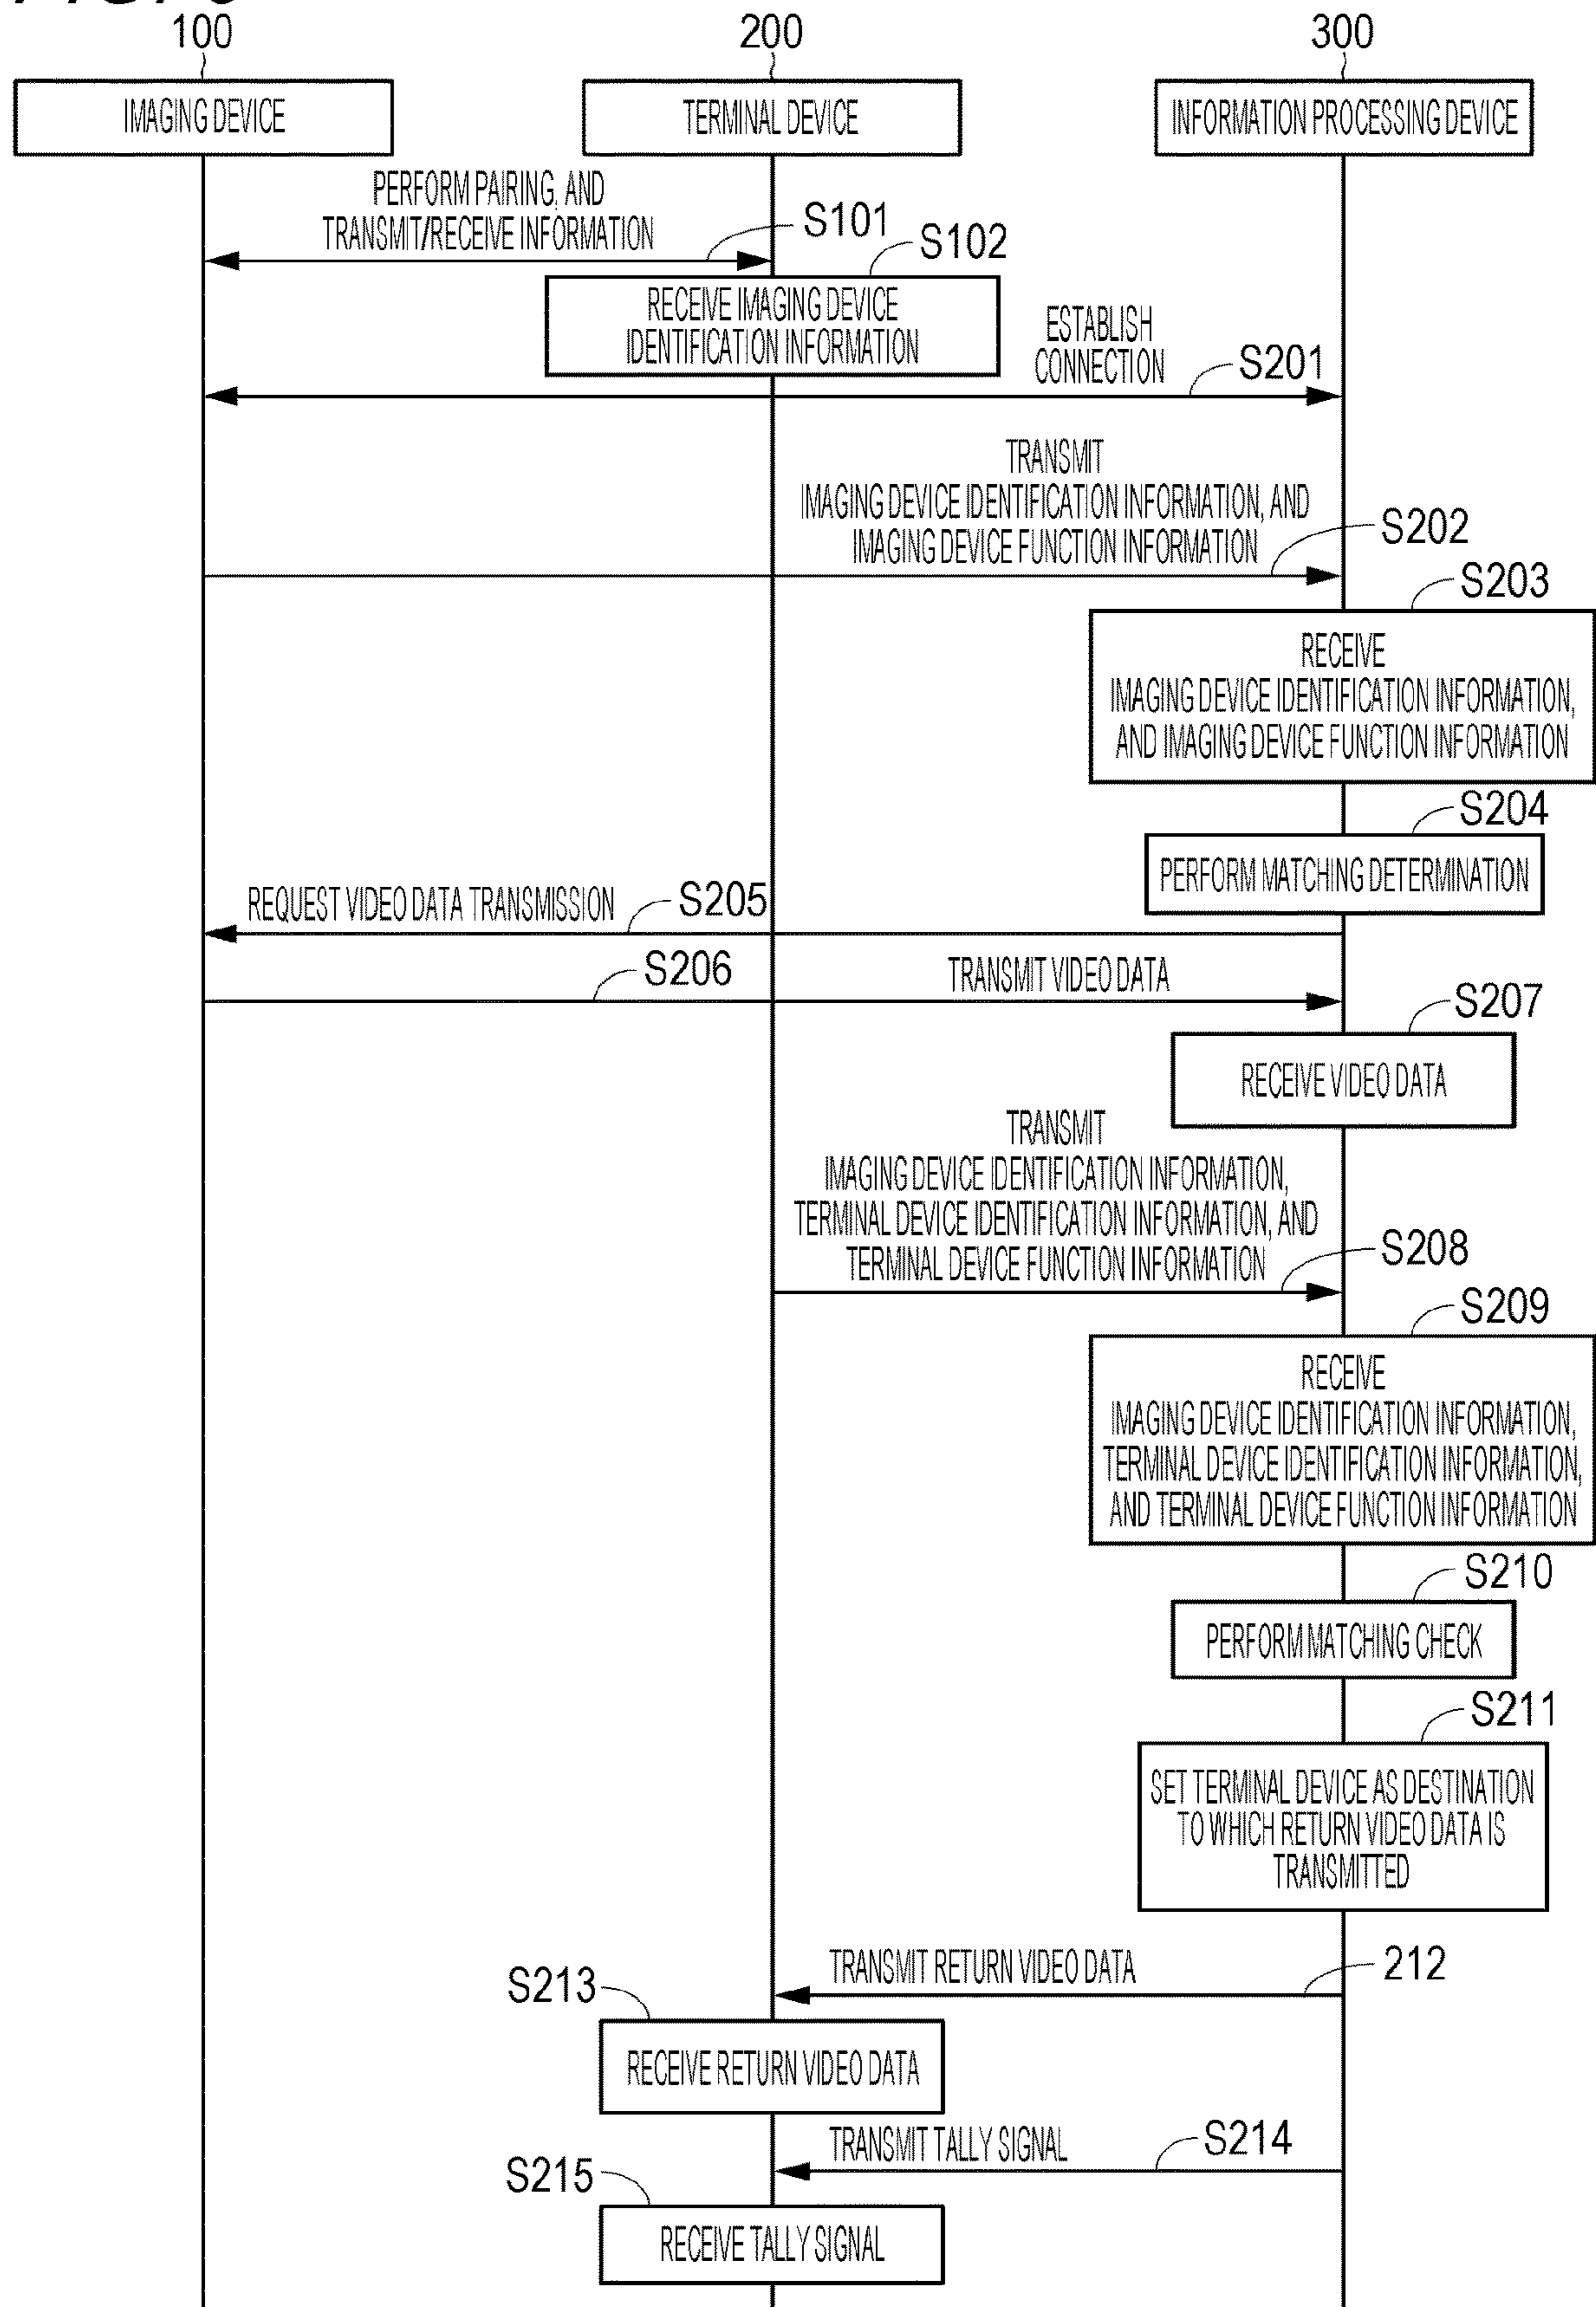 100
200
300
IMAGING DEVICE
TERMINAL DEVICE
INFORMATION PROCESSING DEVICE
PERFORM PAIRING, AND
TRANSMIT/RECEIVE INFORMATION
S101
S102
RECEIVE IMAGING DEVICE
IDENTIFICATION INFORMATION
ESTABLISH
CONNECTION
S201
TRANSMIT
IMAGING DEVICE IDENTIFICATION INFORMATION, AND
IMAGING DEVICE FUNCTION INFORMATION
S202
S203
RECEIVE
IMAGING DEVICE IDENTIFICATION INFORMATION,
AND IMAGING DEVICE FUNCTION INFORMATION
S204
PERFORM MATCHING DETERMINATION
REQUEST VIDEO DATA TRANSMISSION
S205
S206
TRANSMIT VIDEO DATA
S207
RECEIVE VIDEO DATA
TRANSMIT
IMAGING DEVICE IDENTIFICATION INFORMATION,
TERMINAL DEVICE IDENTIFICATION INFORMATION, AND
TERMINAL DEVICE FUNCTION INFORMATION
S208
S209
RECEIVE
IMAGING DEVICE IDENTIFICATION INFORMATION,
TERMINAL DEVICE IDENTIFICATION INFORMATION,
AND TERMINAL DEVICE FUNCTION INFORMATION
S210
PERFORM MATCHING CHECK
S211
SET TERMINAL DEVICE AS DESTINATION
TO WHICH RETURN VIDEO DATA IS
TRANSMITTED
TRANSMIT RETURN VIDEO DATA
212
S213
RECEIVE RETURN VIDEO DATA
TRANSMIT TALLY SIGNAL
S214
S215
RECEIVE TALLY SIGNAL